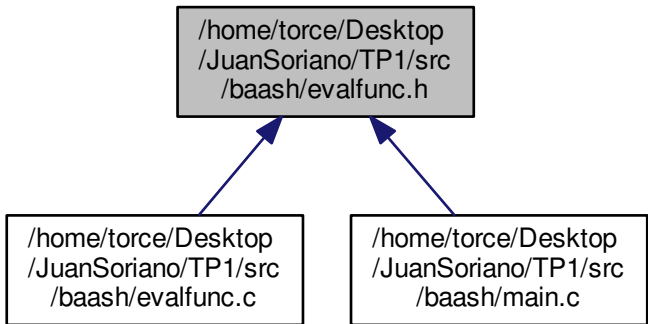 /home/torce/Desktop
/JuanSoriano/TP1/src
/baash/evalfunc.h
/home/torce/Desktop
/JuanSoriano/TP1/src
/baash/evalfunc.c
/home/torce/Desktop
/JuanSoriano/TP1/src
/baash/main.c